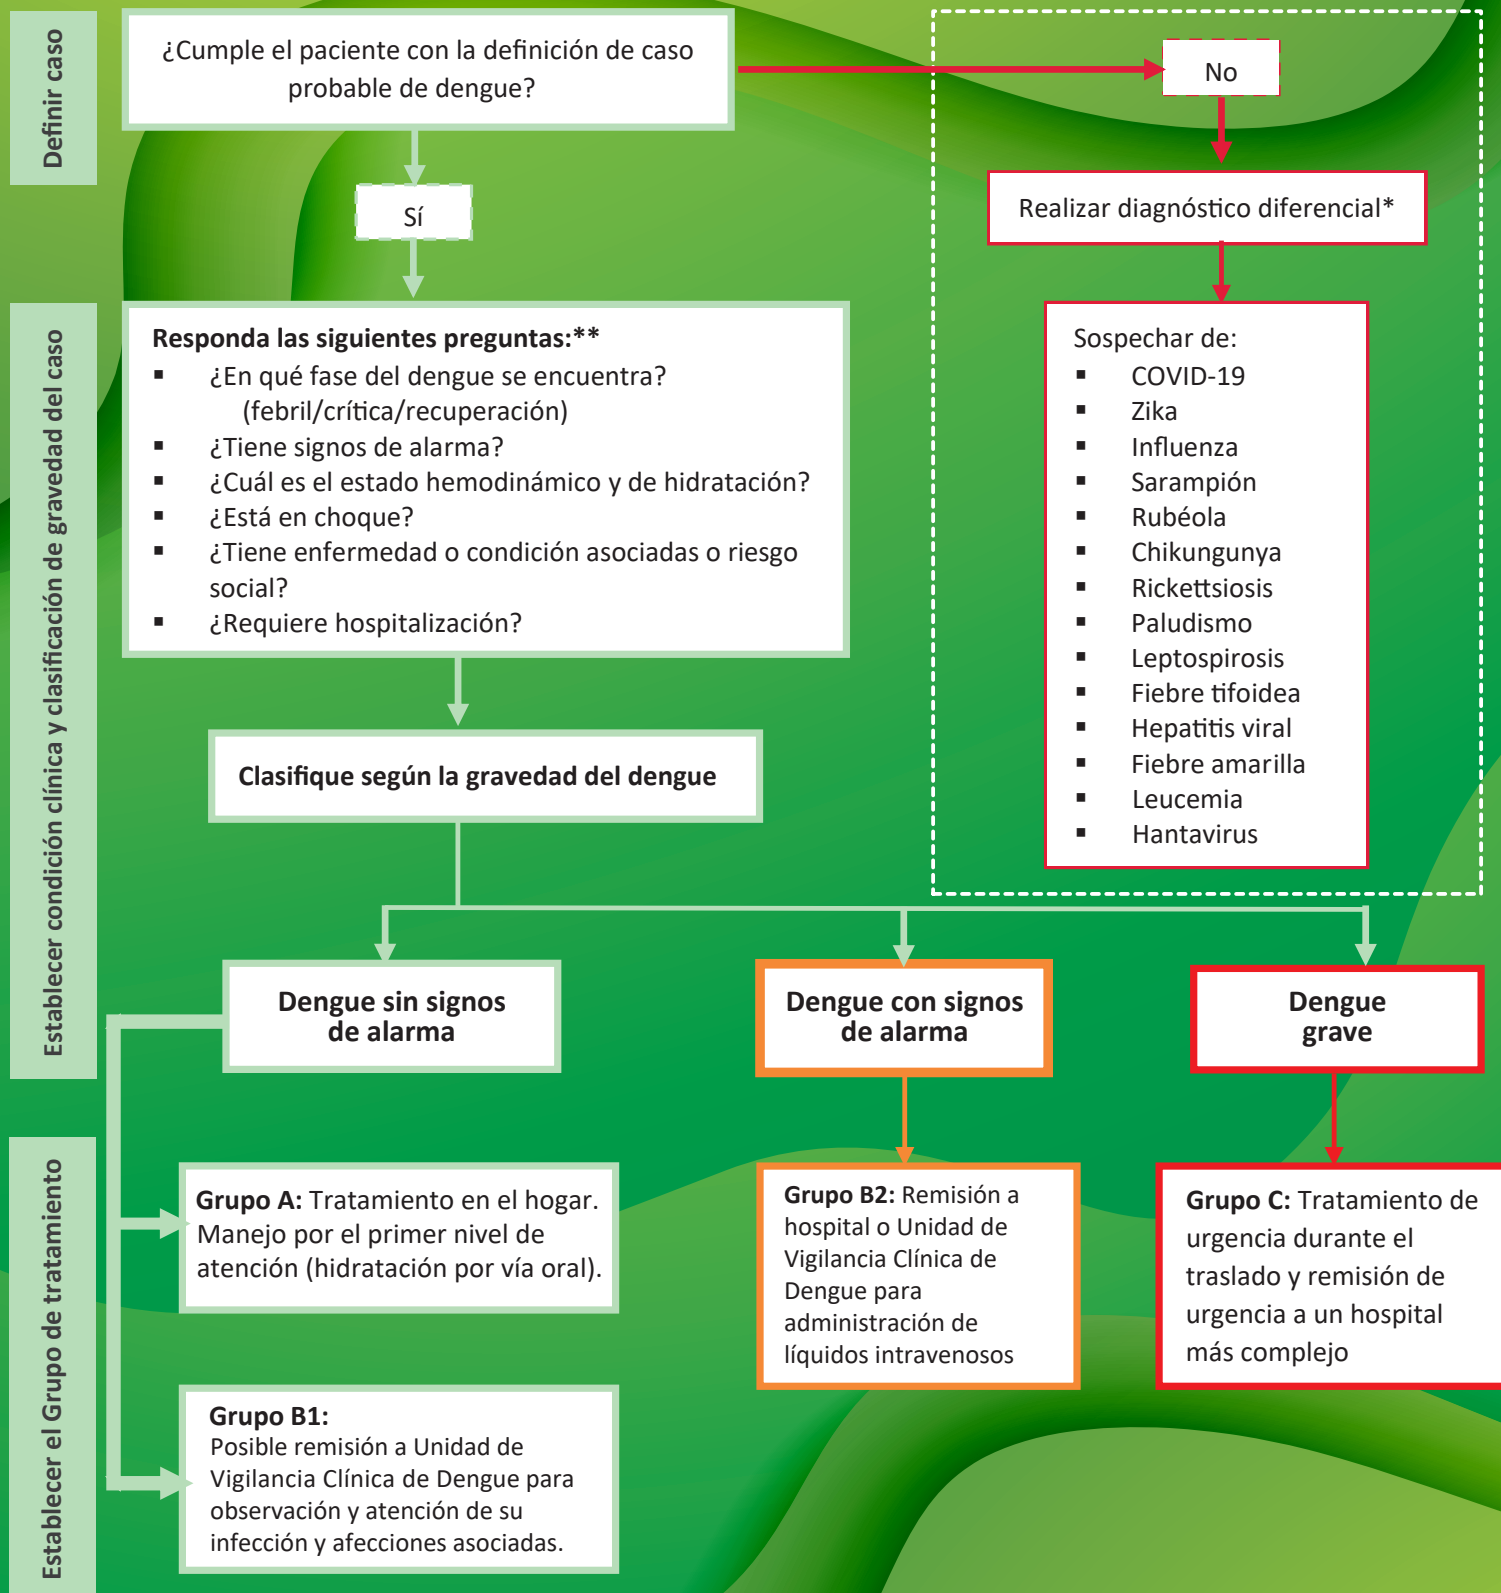 Definir caso
¿Cumple el paciente con la definición de caso
probable de dengue?
No
Sí
Realizar diagnóstico diferencial*
Establecer condición clínica y clasificación de gravedad del caso
Responda las siguientes preguntas:**
▪ ¿En qué fase del dengue se encuentra?
(febril/crítica/recuperación)
▪ ¿Tiene signos de alarma?
▪ ¿Cuál es el estado hemodinámico y de hidratación?
▪ ¿Está en choque?
▪ ¿Tiene enfermedad o condición asociadas o riesgo
social?
▪ ¿Requiere hospitalización?
Sospechar de:
▪ COVID-19
▪ Zika
▪ Influenza
▪ Sarampión
▪ Rubéola
▪ Chikungunya
▪ Rickettsiosis
▪ Paludismo
▪ Leptospirosis
▪ Fiebre tifoidea
▪ Hepatitis viral
▪ Fiebre amarilla
▪ Leucemia
▪ Hantavirus
Clasifique según la gravedad del dengue
Dengue sin signos
de alarma
Dengue con signos
de alarma
Dengue
grave
Establecer el Grupo de tratamiento
Grupo A: Tratamiento en el hogar.
Manejo por el primer nivel de
atención (hidratación por vía oral).
Grupo B1:
Posible remisión a Unidad de
Vigilancia Clínica de Dengue para
observación y atención de su
infección y afecciones asociadas.
Grupo B2: Remisión a
hospital o Unidad de
Vigilancia Clínica de
Dengue para
administración de
líquidos intravenosos
Grupo C: Tratamiento de
urgencia durante el
traslado y remisión de
urgencia a un hospital
más complejo